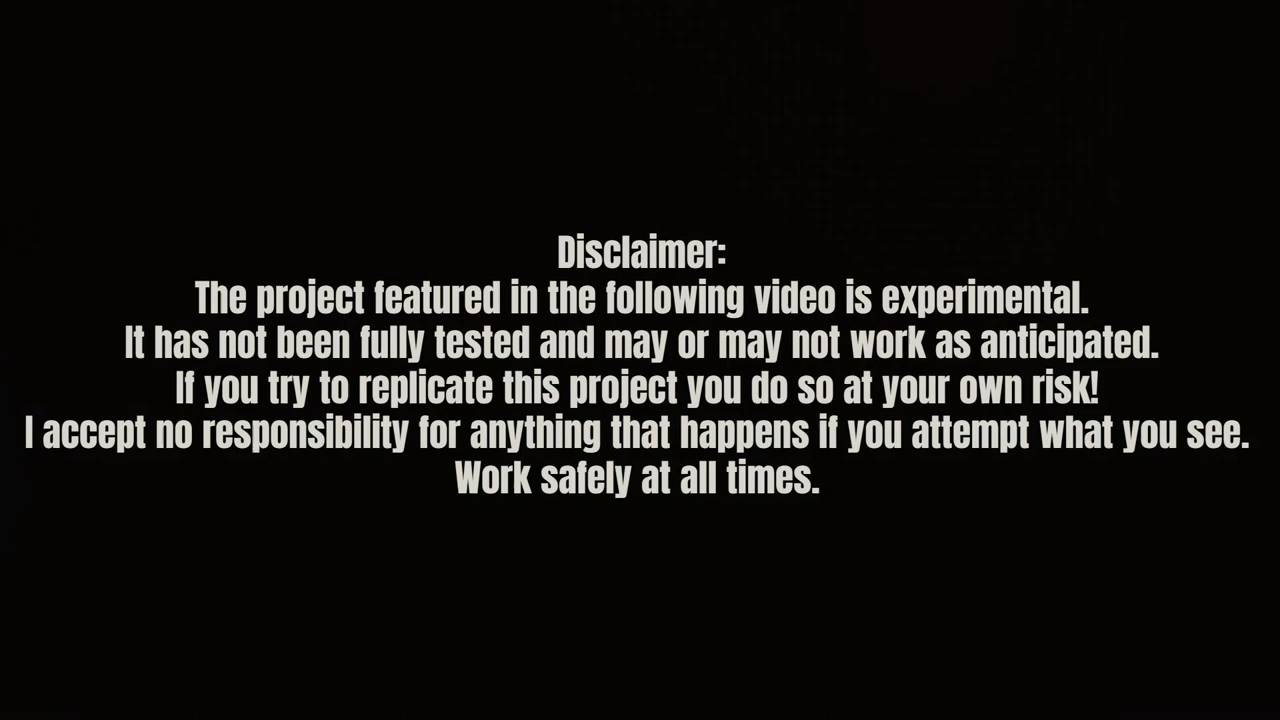 Disclaimer:
The project featured in the following video is experimental.
It has not been fully tested and may or may not work as anticipated.
If you try to replicate this project you do so at your own risk!
I accept no responsibility for anything that happens if you attempt what you see.
Work safely at all times.